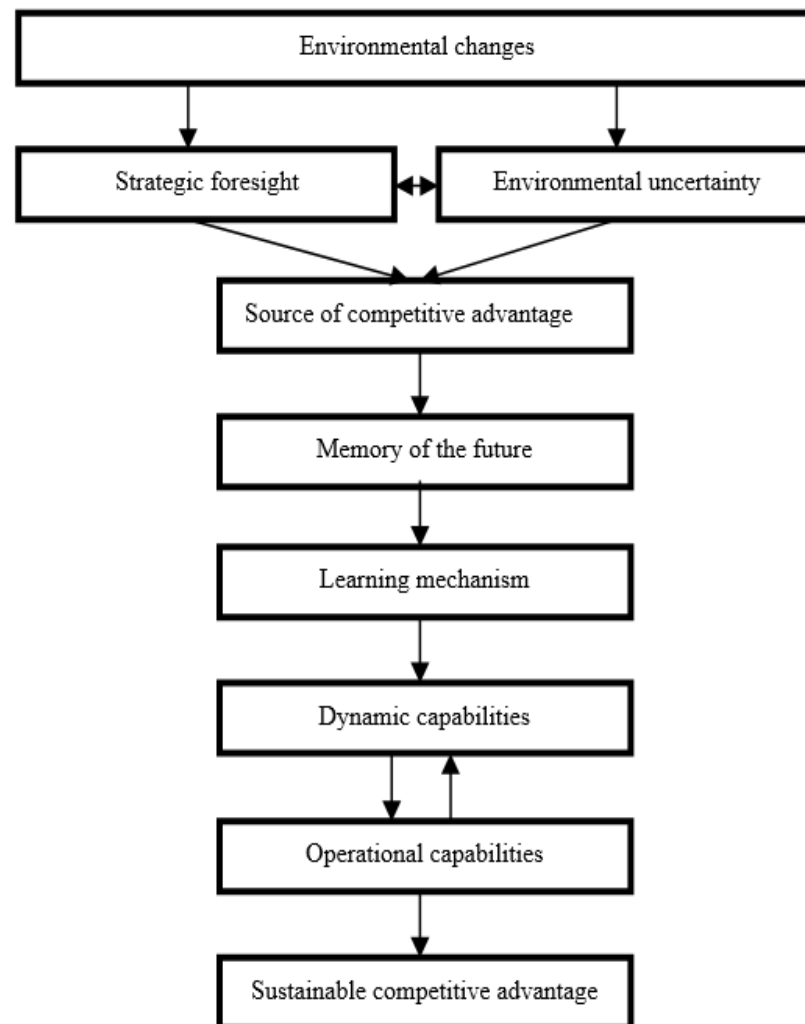 Environmental changes
Strategic foresight
Environmental uncertainty
Source of competitive advantage
Memory of the future
Learning mechanism
Dynamic capabilities
Operational capabilities
Sustainable competitive advantage